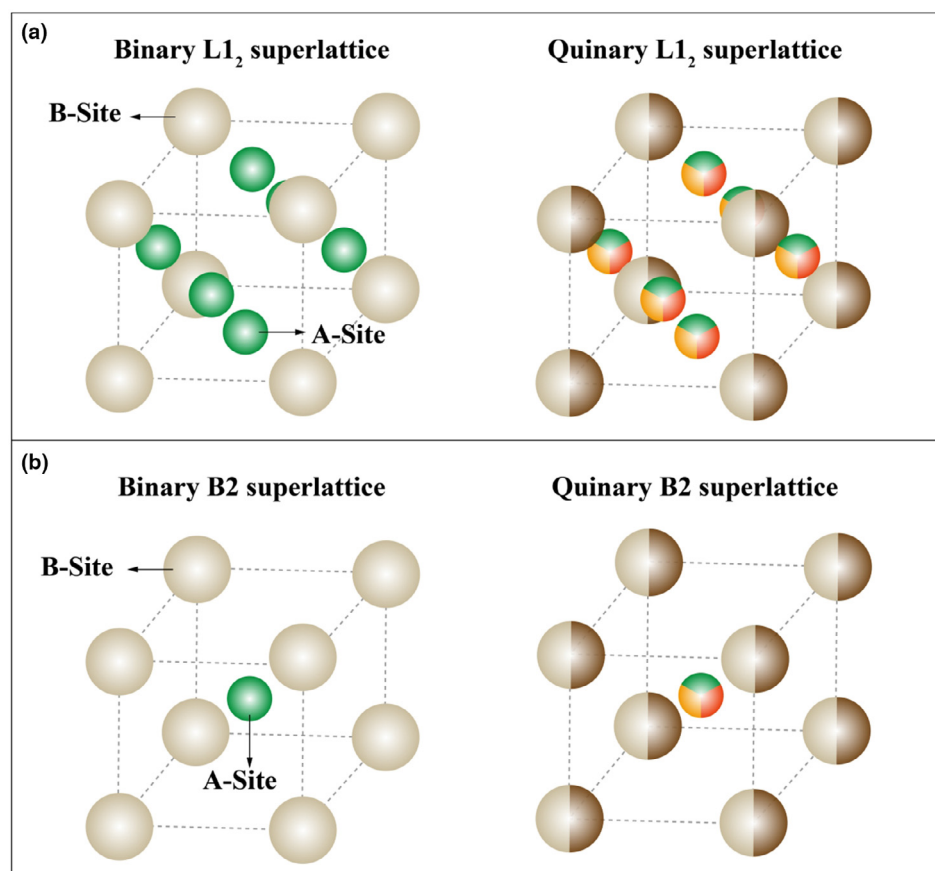 (a)
Binary L1₂ superlattice
Quinary L1₂ superlattice
B-Site
A-Site
(b)
Binary B2 superlattice
Quinary B2 superlattice
B-Site
A-Site